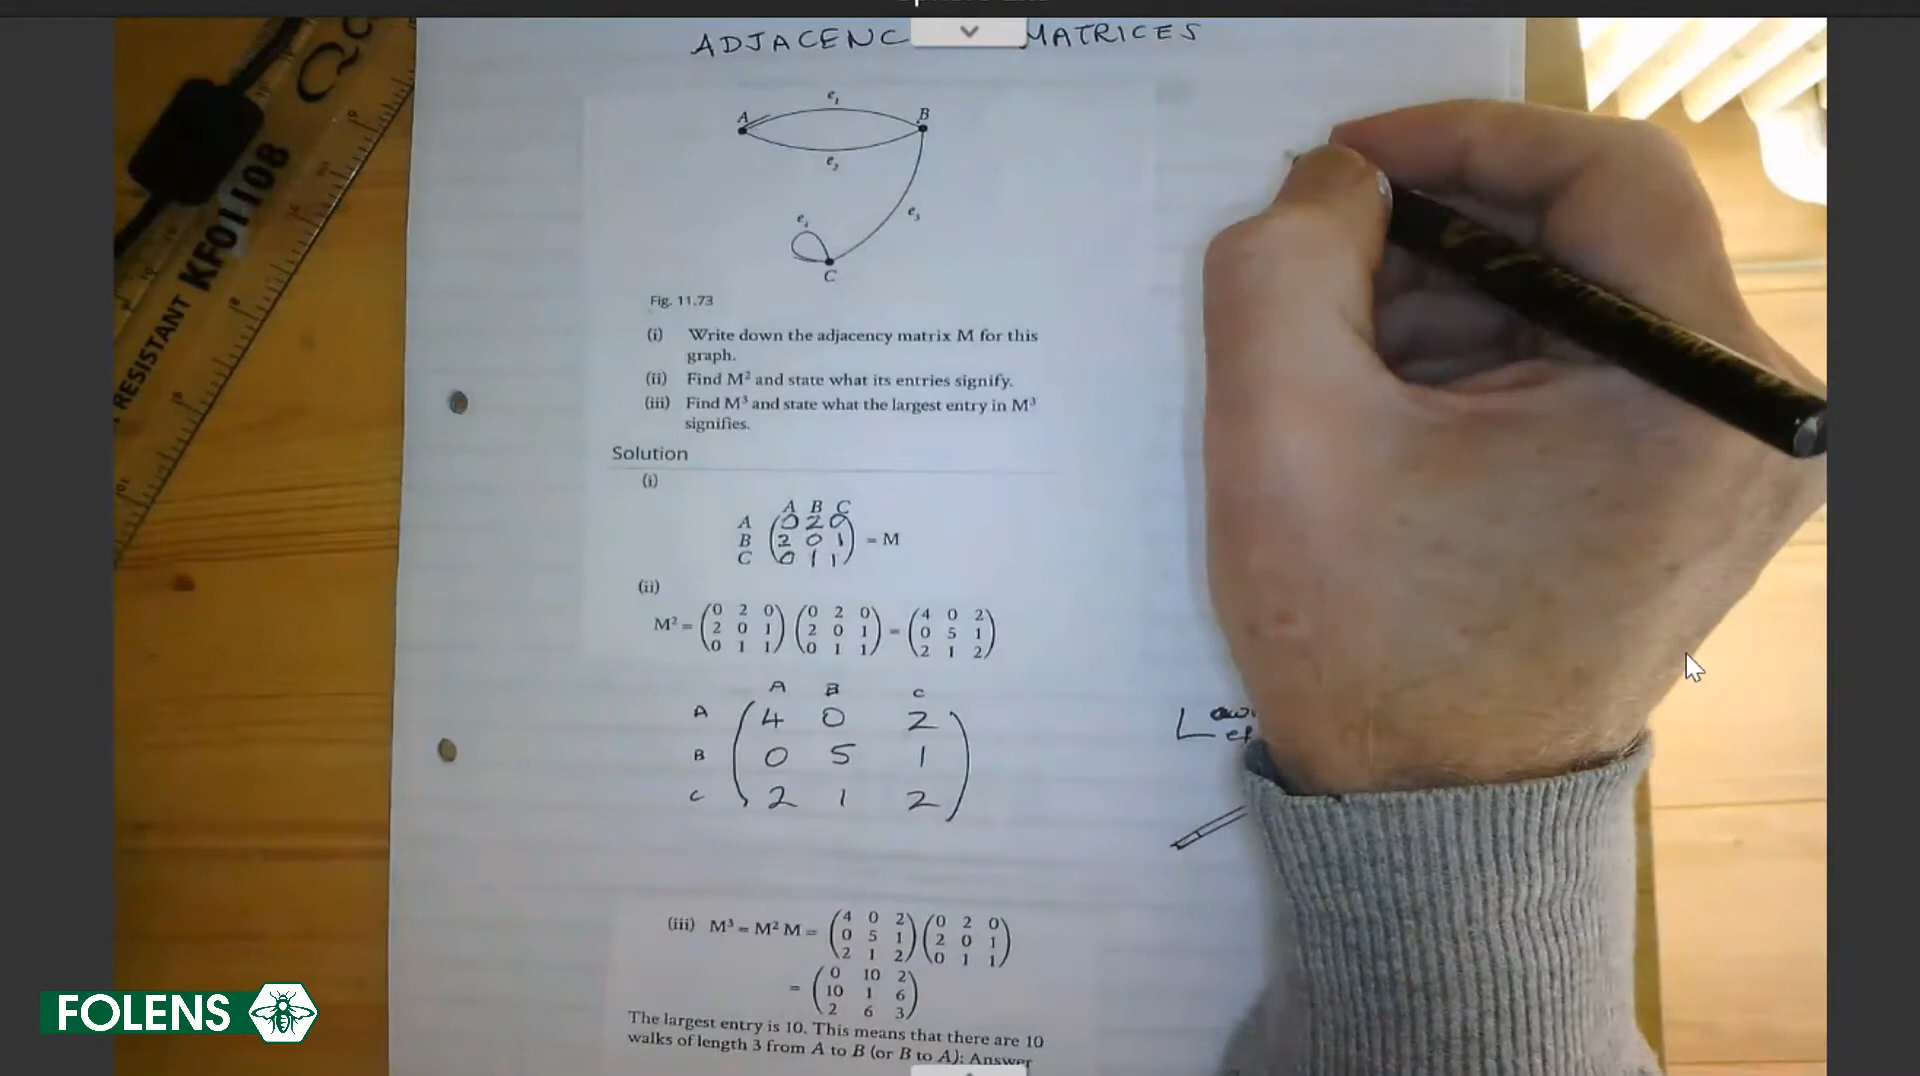 ADJACENC MATRICES
e₁
A B
e₂
e₃
C
Fig. 11.73
(i) Write down the adjacency matrix M for this
graph.
(ii) Find M² and state what its entries signify.
(iii) Find M³ and state what the largest entry in M³
signifies.
Solution
(i)
A B C
A 0 2 0
B 2 0 1 = M
C 0 1 1
(ii)
M² = (0 2 0) (0 2 0) = (4 0 2)
(2 0 1) (2 0 1) (0 5 1)
(0 1 1) (0 1 1) (2 1 2)
A B C
A 4 0 2
B 0 5 1
C 2 1 2
(iii) M³ = M² M = (4 0 2) (0 2 0)
(0 5 1) (2 0 1)
(2 1 2) (0 1 1)
= (0 10 2)
(10 1 6)
(2 6 3)
The largest entry is 10. This means that there are 10
walks of length 3 from A to B (or B to A): Answer
RESISTANT KF01108
FOLENS